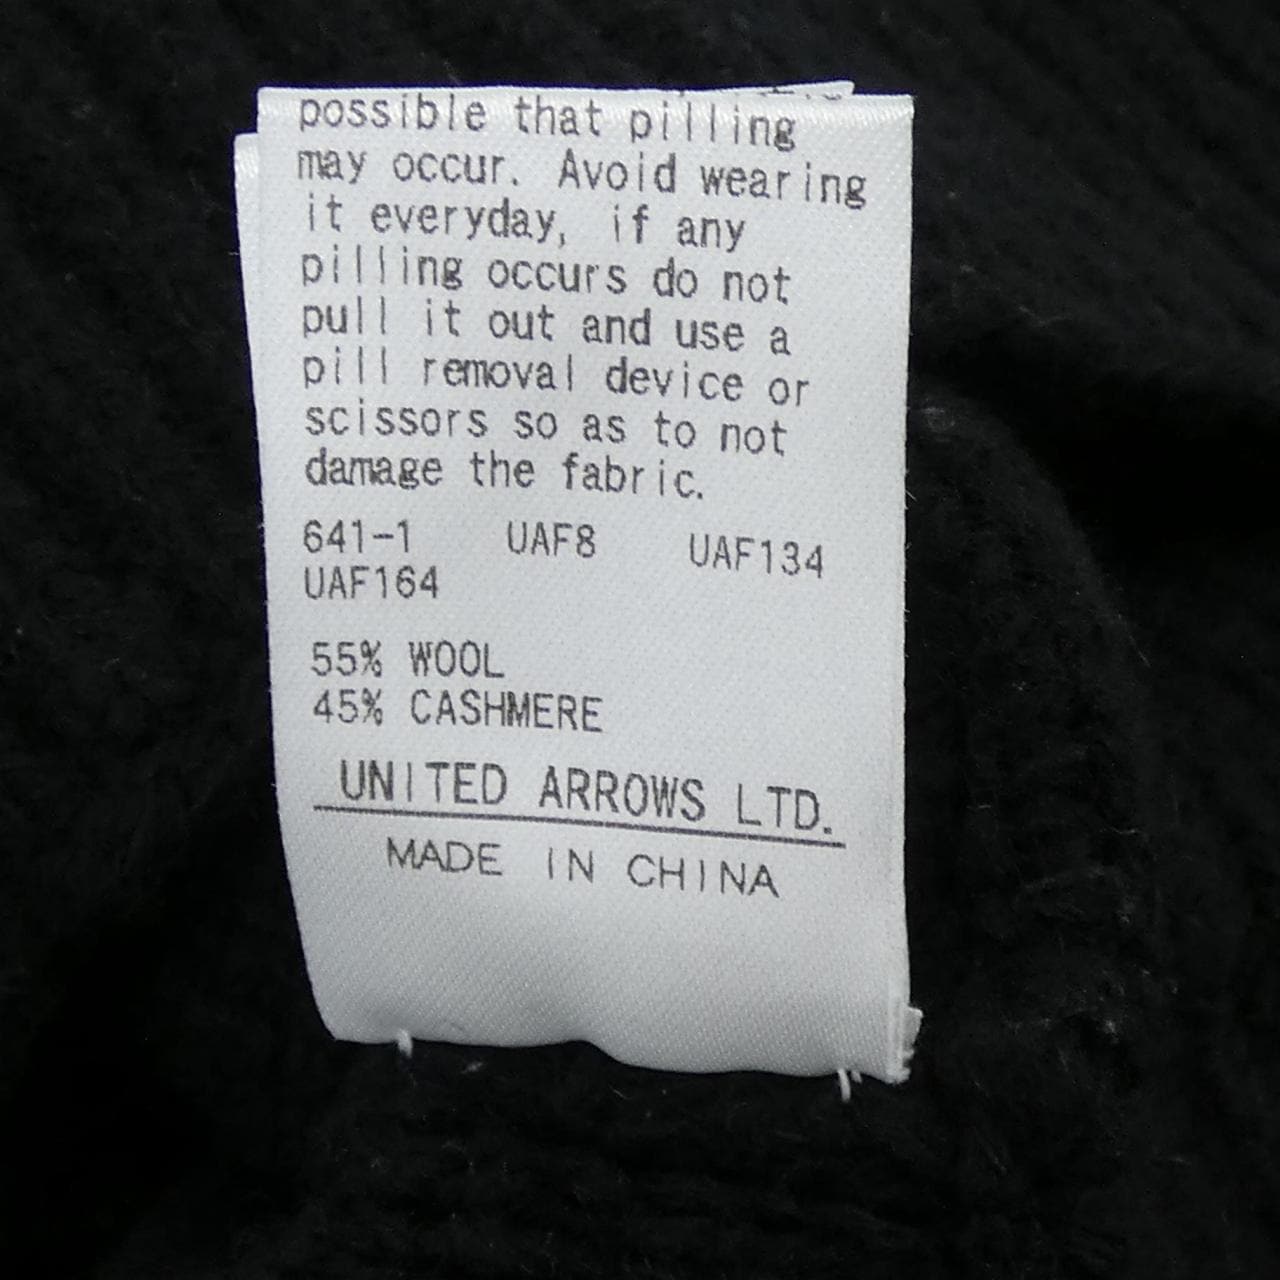 possible that pilling
may occur. Avoid wearing
it everyday, if any
pilling occurs do not
pull it out and use a
pill removal device or
scissors so as to not
damage the fabric.
641-1 UAF8 UAF134
UAF164
55% WOOL
45% CASHMERE
UNITED ARROWS LTD.
MADE IN CHINA